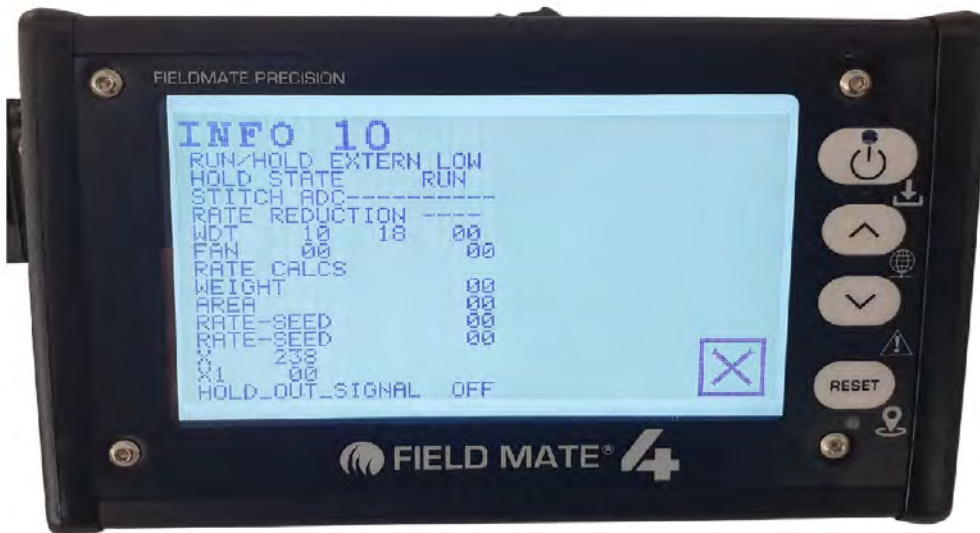 FIELDMATE PRECISION
INFO 10
RUN/HOLD EXTERN LOW
HOLD STATE RUN
STITCH ADC----------
RATE REDUCTION ----
WDT 10 18 00
FAN 00 00
RATE CALCS
WEIGHT 00
AREA 00
RATE-SEED 00
RATE-SEED 00
X 238
X1 00
HOLD_OUT_SIGNAL OFF
RESET
FIELD MATE® 4